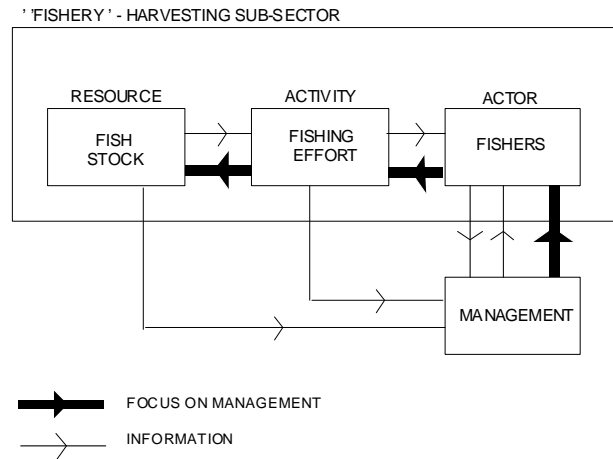 ’ ’FISHERY ’ - HARVESTING SUB-SECTOR
RESOURCE
ACTIVITY
ACTOR
FISH
STOCK
FISHING
EFFORT
FISHERS
MANAGEMENT
FOCUS ON MANAGEMENT
INFORMATION